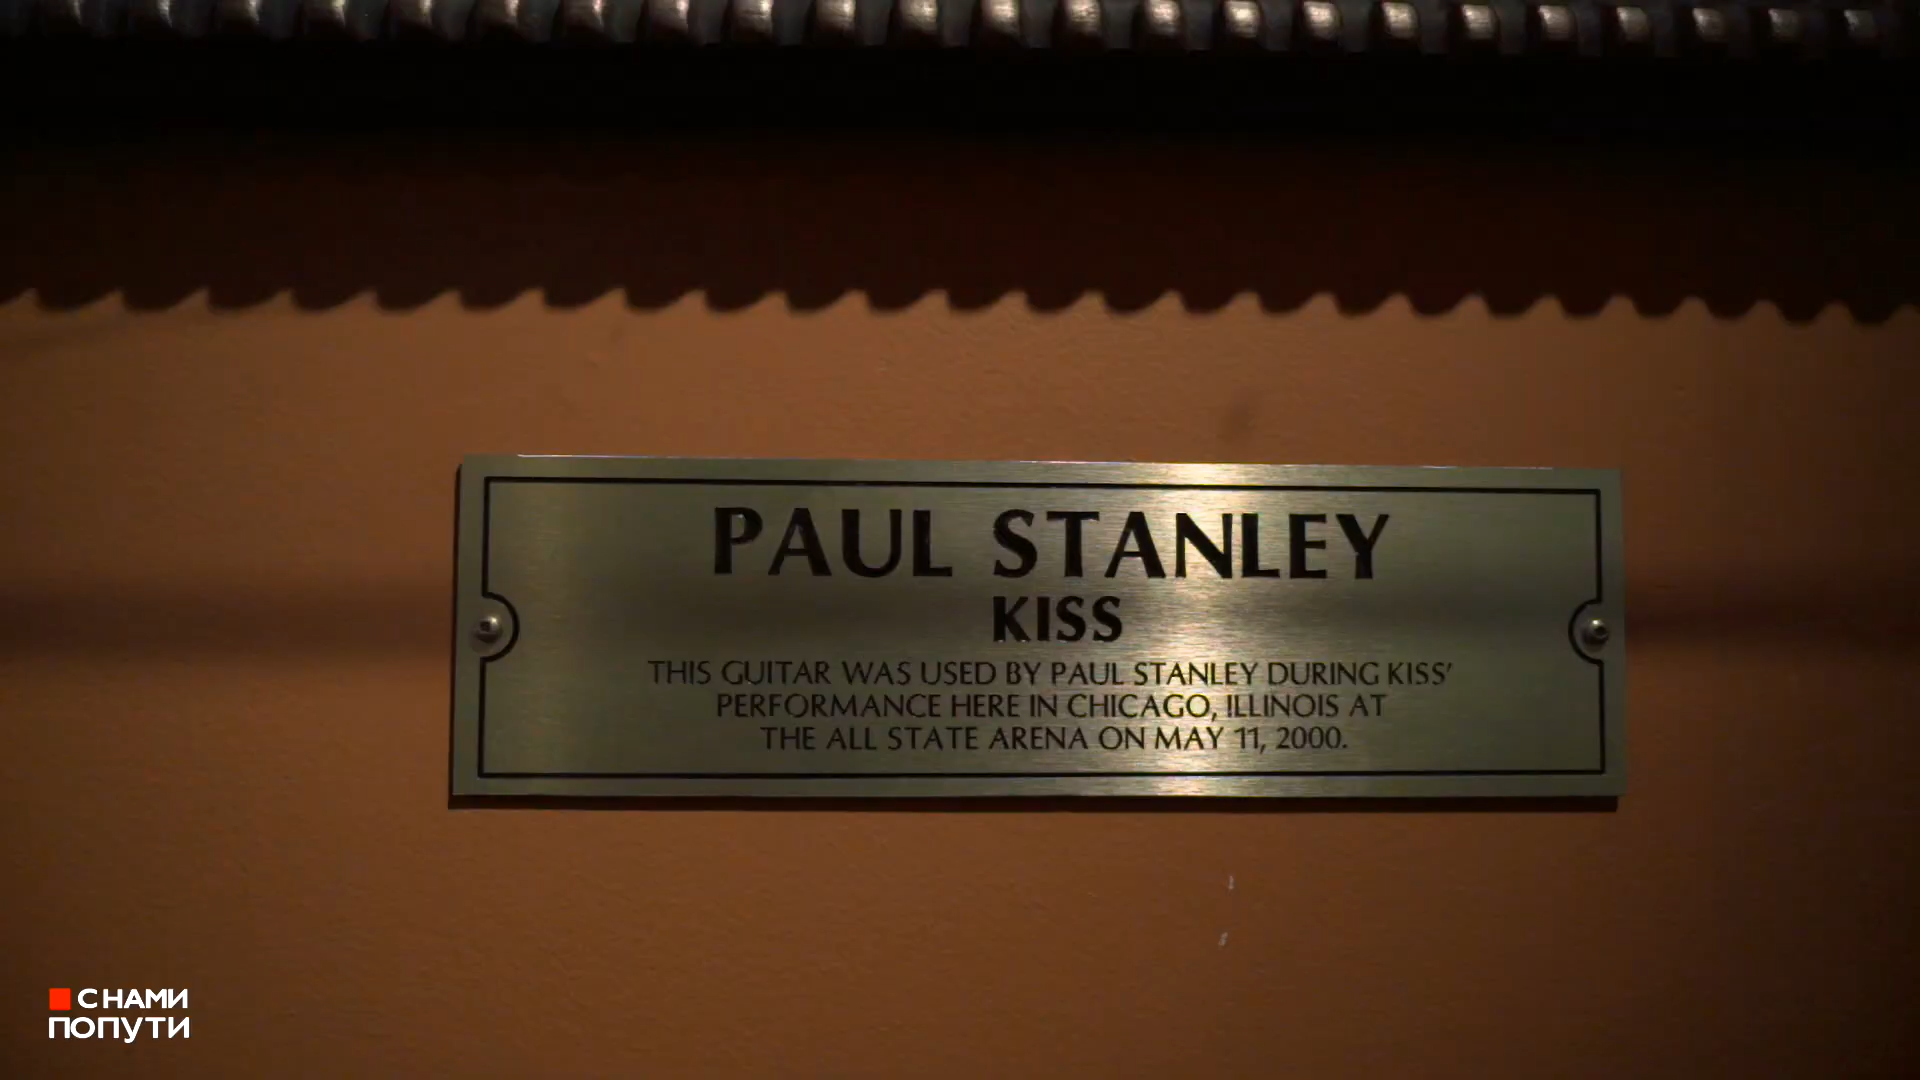 PAUL STANLEY
KISS
THIS GUITAR WAS USED BY PAUL STANLEY DURING KISS'
PERFORMANCE HERE IN CHICAGO, ILLINOIS AT
THE ALL STATE ARENA ON MAY 11, 2000.
С НАМИ
ПОПУТИ